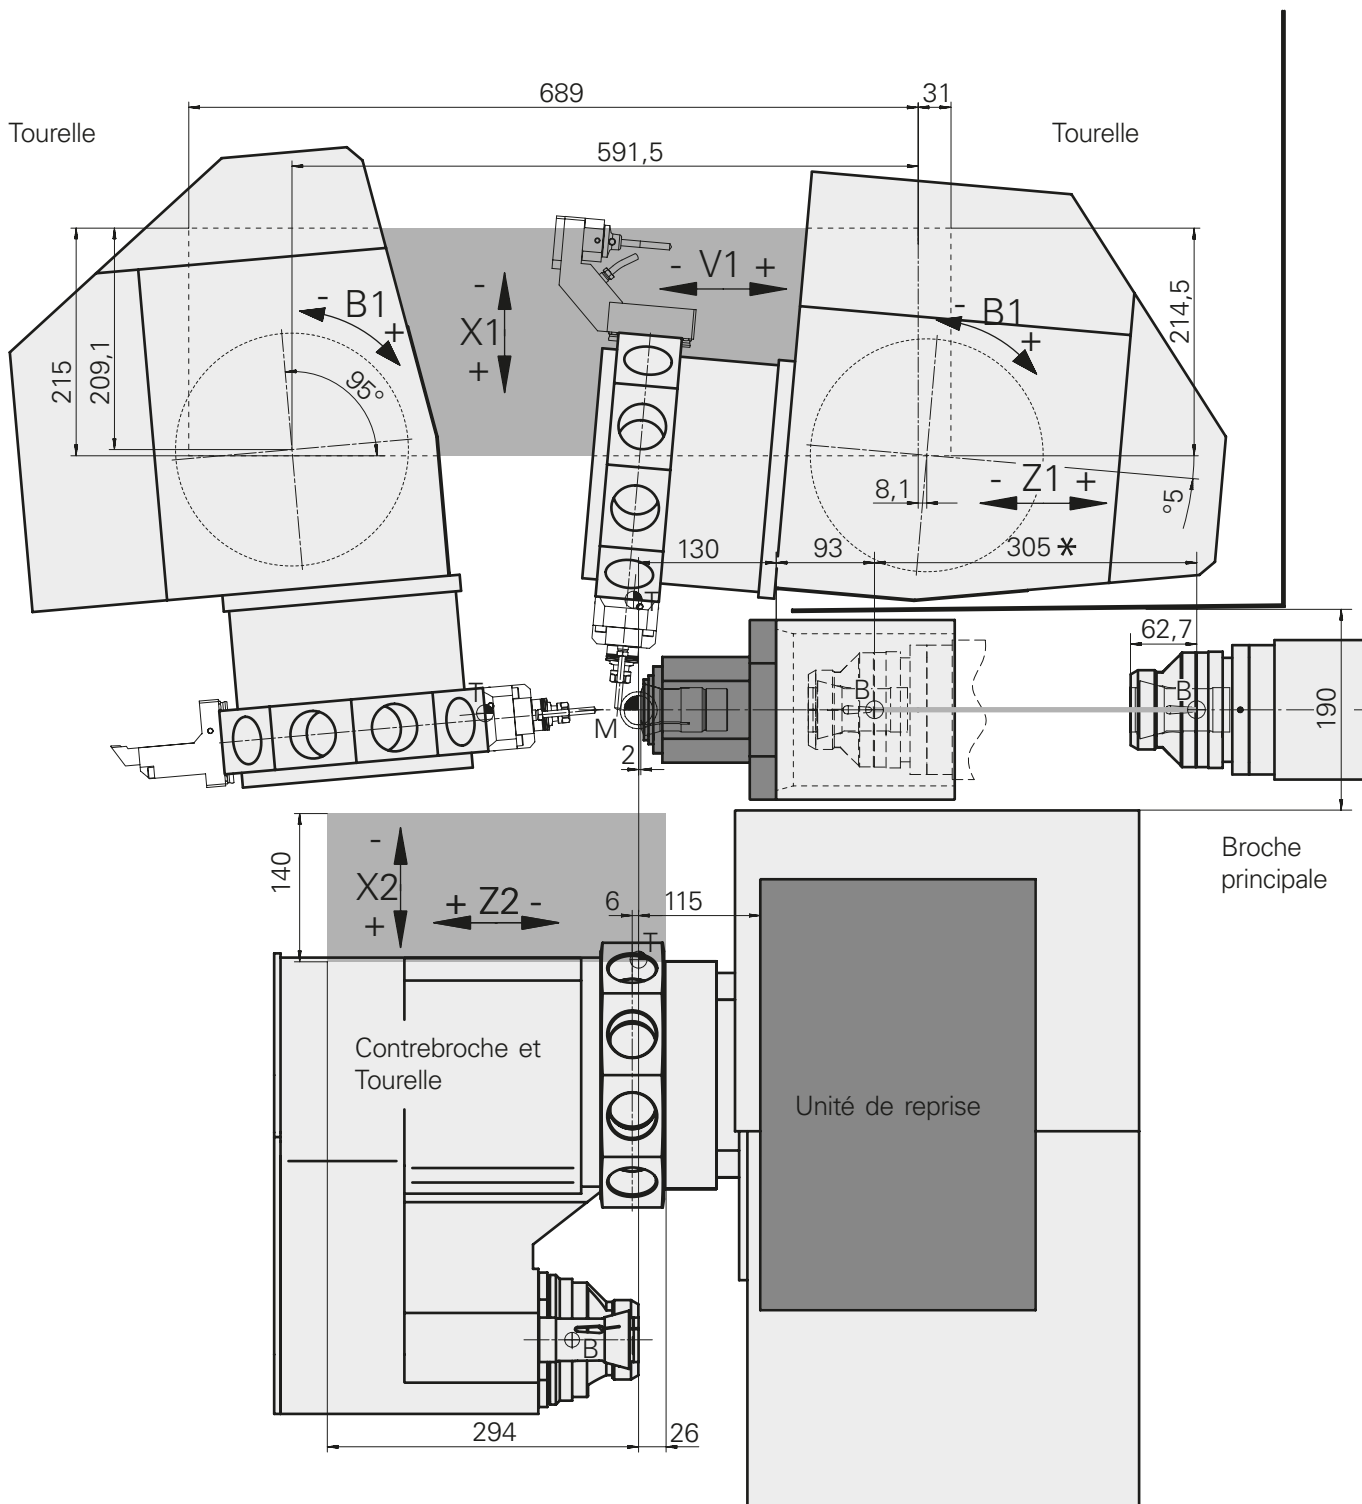 689
31
Tourelle
Tourelle
591,5
- V1 +
-
X1
+
- B1 +
- B1 +
215
209,1
214,5
95°
8,1
- Z1 +
5°
130
93
305 *
T
62,7
T
B
B
M
190
2
140
-
X2
+
+ Z2 -
6
115
Broche
principale
T
Contrebroche et
Tourelle
Unité de reprise
B
294
26